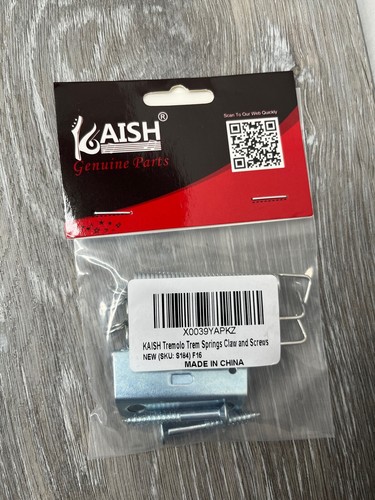 KAISH®
Genuine Parts
Scan To Our Web Quickly
X0039YAPKZ
KAISH Tremolo Trem Springs Claw and Screws
NEW (SKU: S184) F16
MADE IN CHINA